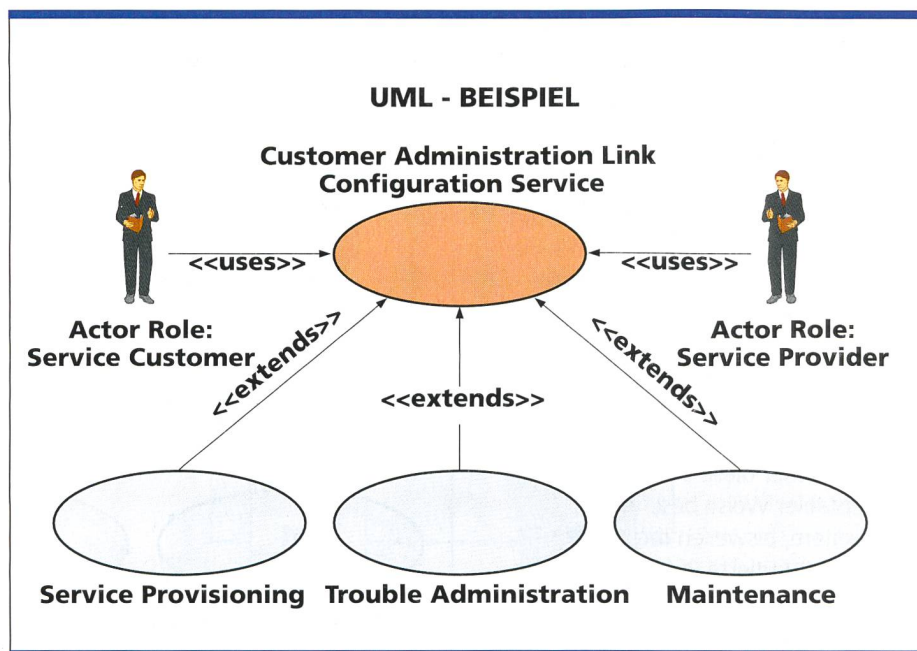 UML - BEISPIEL
Customer Administration Link
Configuration Service
<<uses>>
<<uses>>
Actor Role:
Service Customer
Actor Role:
Service Provider
<<extends>>
<<extends>>
<<extends>>
Service Provisioning
Trouble Administration
Maintenance